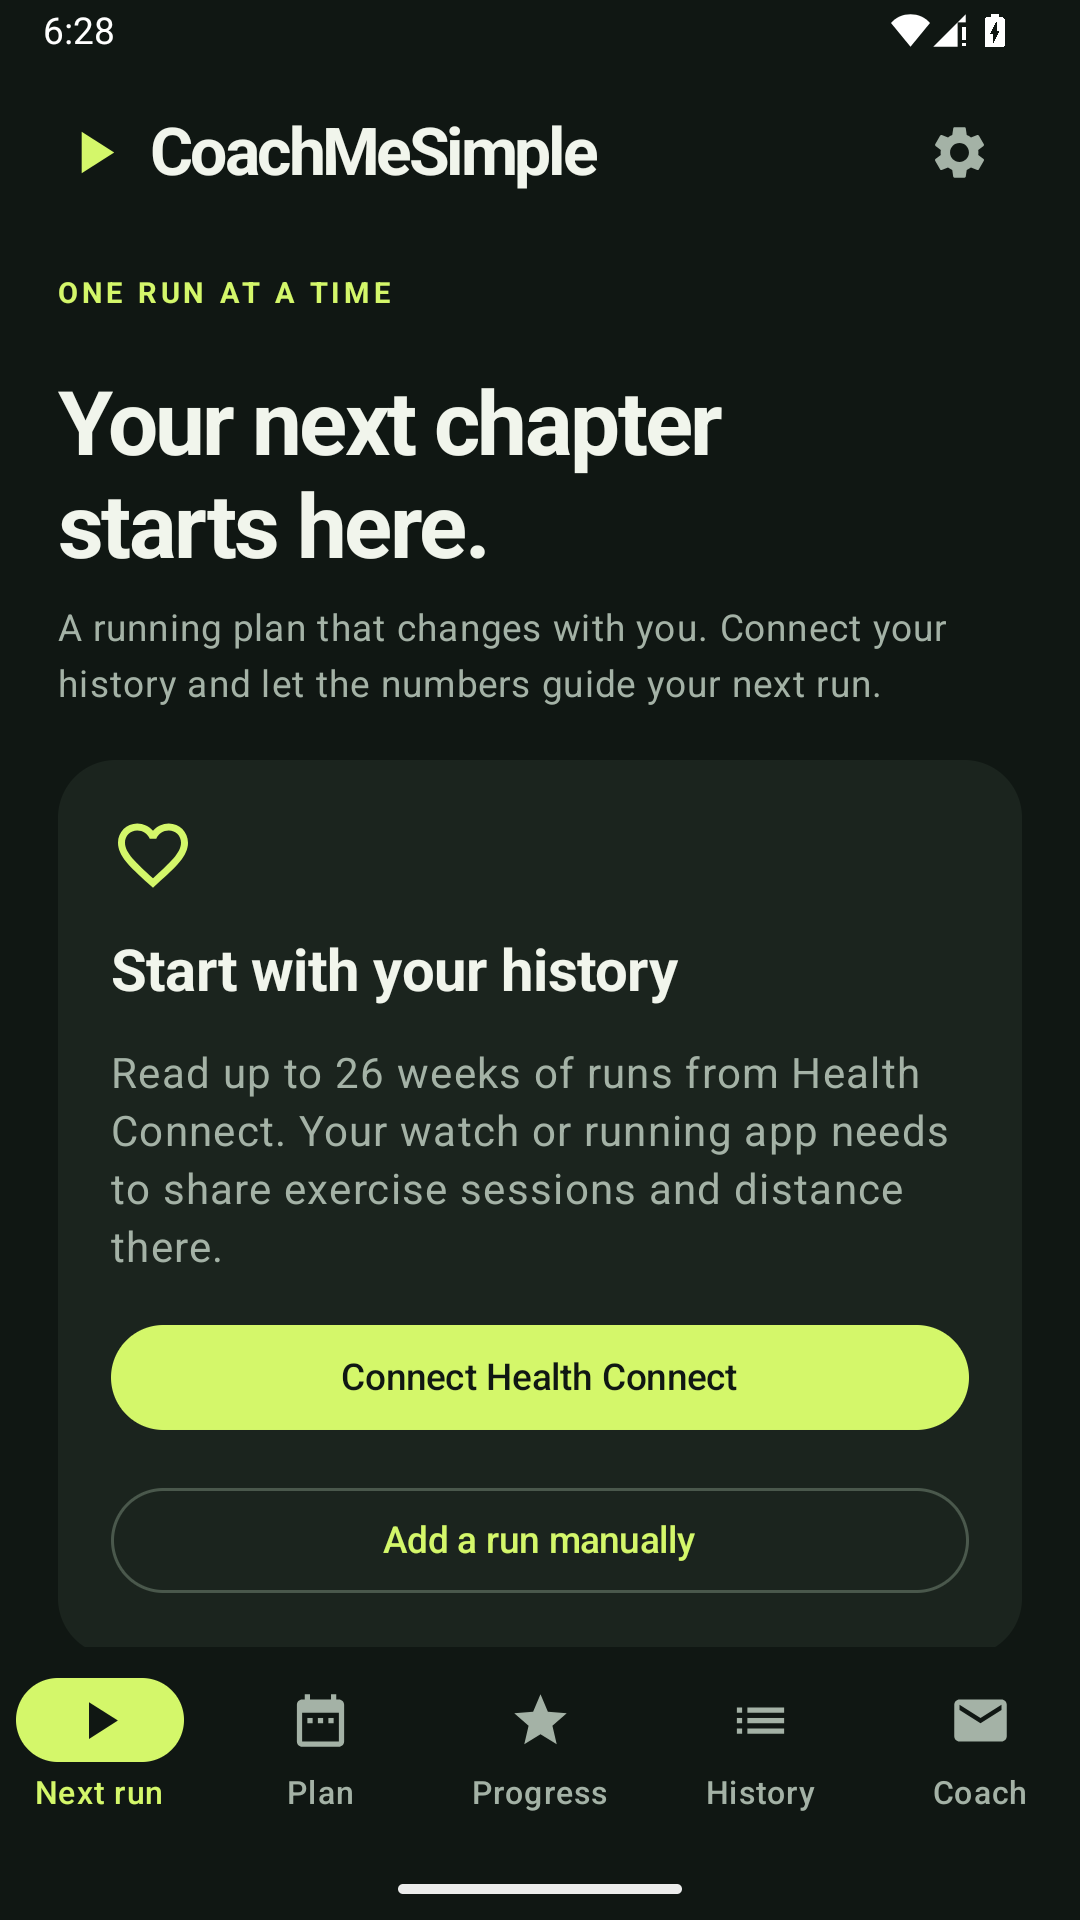 6:28
CoachMeSimple
ONE RUN AT A TIME
Your next chapter
starts here.
A running plan that changes with you. Connect your
history and let the numbers guide your next run.
Start with your history
Read up to 26 weeks of runs from Health
Connect. Your watch or running app needs
to share exercise sessions and distance
there.
Connect Health Connect
Add a run manually
Next run
Plan
Progress
History
Coach